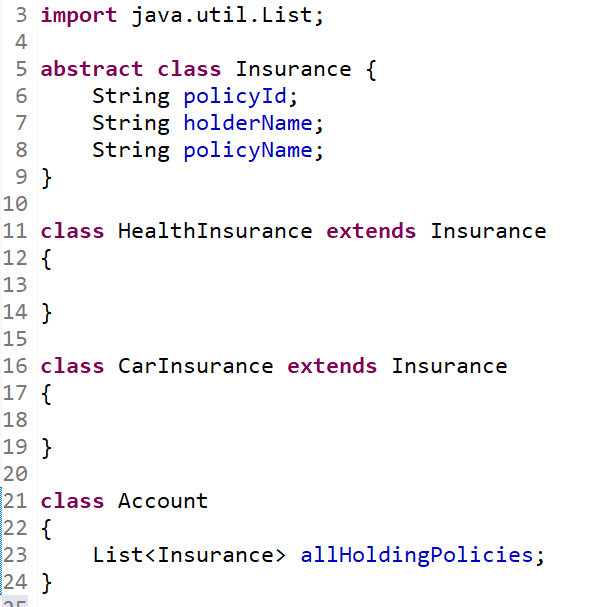 3 import java.util.List;
4
5 abstract class Insurance {
6     String policyId;
7     String holderName;
8     String policyName;
9 }
10
11 class HealthInsurance extends Insurance
12 {
13
14 }
15
16 class CarInsurance extends Insurance
17 {
18
19 }
20
21 class Account
22 {
23     List<Insurance> allHoldingPolicies;
24 }
25